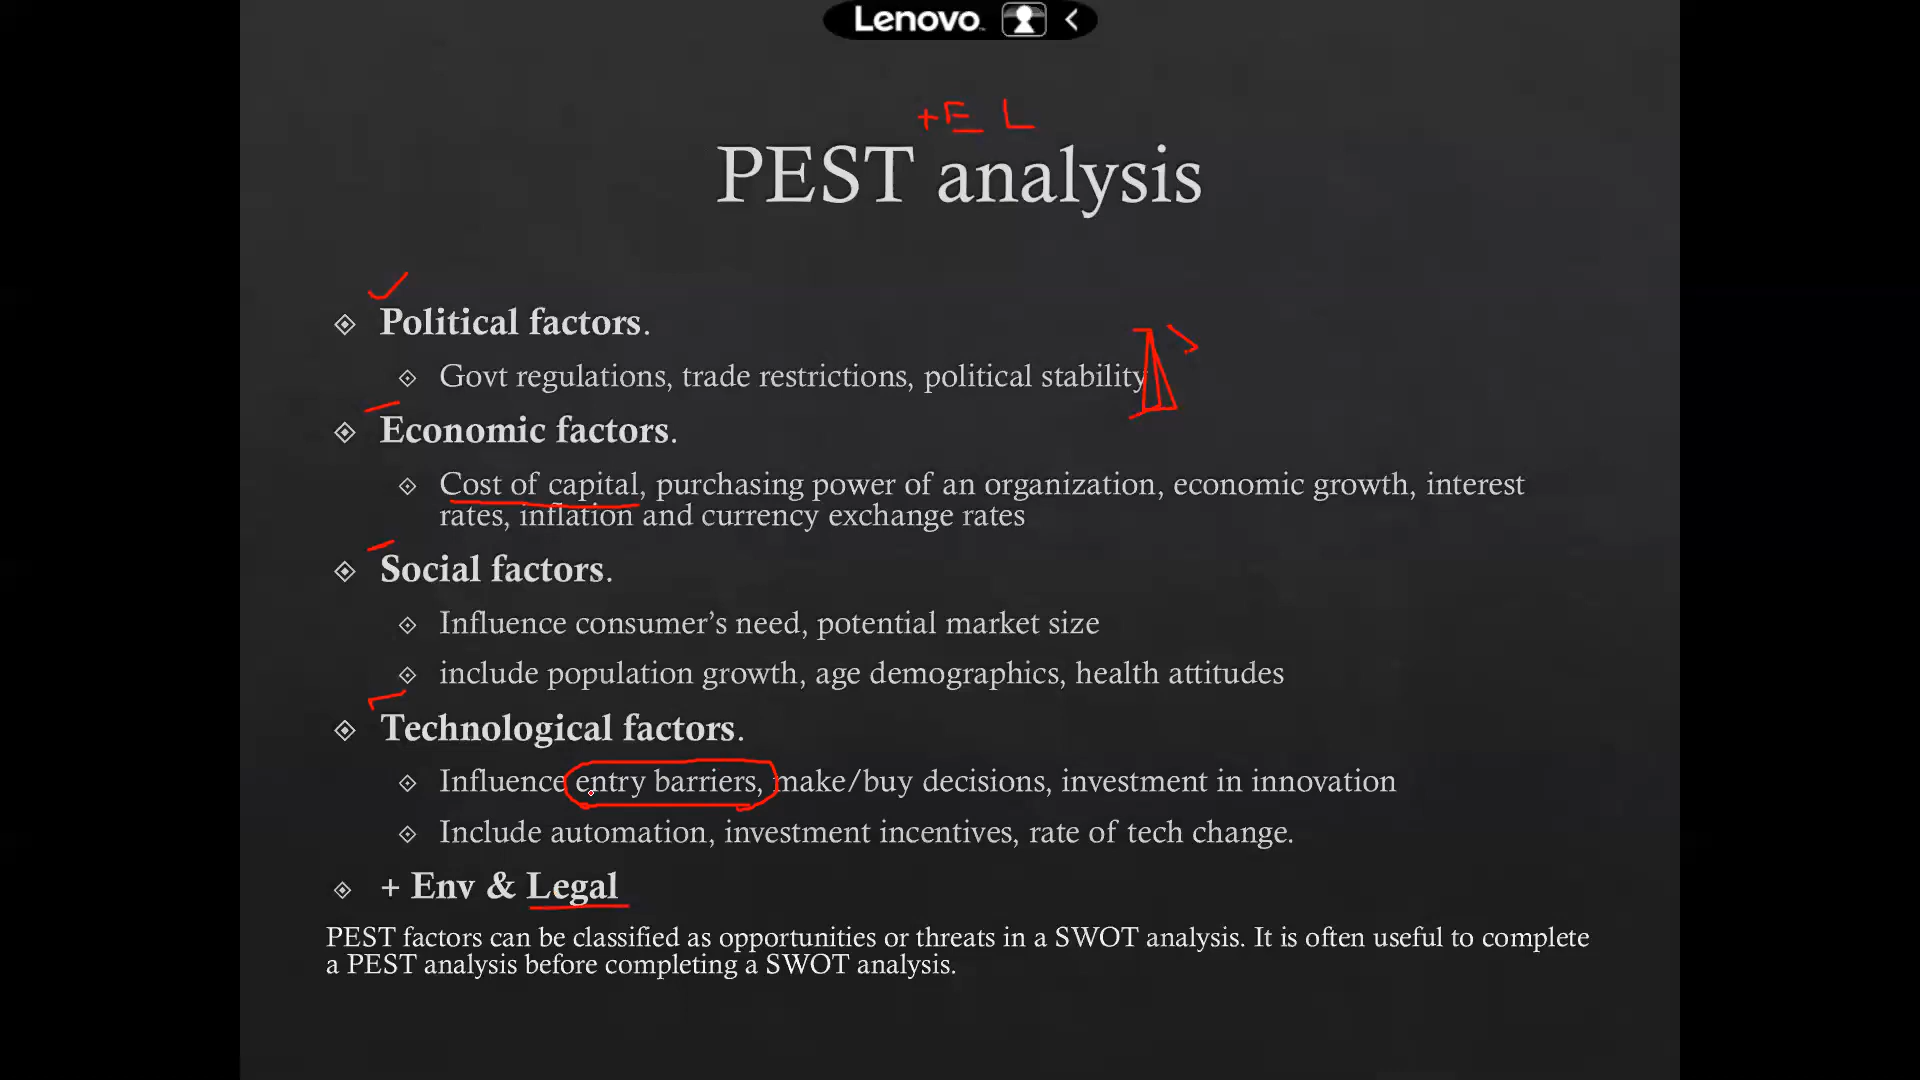 Lenovo
+E L
PEST analysis
Political factors.
Govt regulations, trade restrictions, political stability
Economic factors.
Cost of capital, purchasing power of an organization, economic growth, interest
rates, inflation and currency exchange rates
Social factors.
Influence consumer’s need, potential market size
include population growth, age demographics, health attitudes
Technological factors.
Influence entry barriers, make/buy decisions, investment in innovation
Include automation, investment incentives, rate of tech change.
+ Env & Legal
PEST factors can be classified as opportunities or threats in a SWOT analysis. It is often useful to complete
a PEST analysis before completing a SWOT analysis.